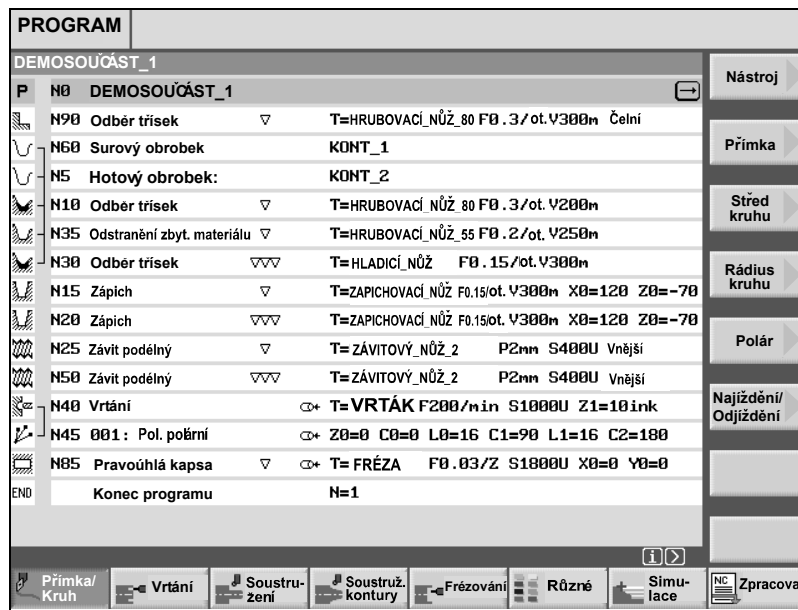 PROGRAM
DEMOSOUČÁST_1
P N0 DEMOSOUČÁST_1
N90 Odběr třísek ▽ T=HRUBOVACÍ_NŮŽ_80 F0.3/ot. V300m Čelní
N60 Surový obrobek KONT_1
N5 Hotový obrobek: KONT_2
N10 Odběr třísek ▽ T=HRUBOVACÍ_NŮŽ_80 F0.3/ot. V200m
N35 Odstranění zbyt. materiálu ▽ T=HRUBOVACÍ_NŮŽ_55 F0.2/ot. V250m
N30 Odběr třísek ▽▽▽ T=HLADICÍ_NŮŽ F0.15/ot. V300m
N15 Zápich ▽ T=ZAPICHOVACÍ_NŮŽ F0.15/ot. V300m X0=120 Z0=-70
N20 Zápich ▽▽▽ T=ZAPICHOVACÍ_NŮŽ F0.15/ot. V300m X0=120 Z0=-70
N25 Závit podélný ▽ T=ZÁVITOVÝ_NŮŽ_2 P2mm S400U Vnější
N50 Závit podélný ▽▽▽ T=ZÁVITOVÝ_NŮŽ_2 P2mm S400U Vnější
N40 Vrtání T=VRTÁK F200/min S1000U Z1=10ink
N45 001: Pol. polární Z0=0 C0=0 L0=16 C1=90 L1=16 C2=180
N85 Pravoúhlá kapsa ▽ T= FRÉZA F0.03/Z S1800U X0=0 Y0=0
END Konec programu N=1
Nástroj
Přímka
Střed
kruhu
Rádius
kruhu
Polár
Najíždění/
Odjíždění
Přímka/
Kruh
Vrtání
Soustru-
žení
Soustruž.
kontury
Frézování
Různé
Simu-
lace
NC Zpracova